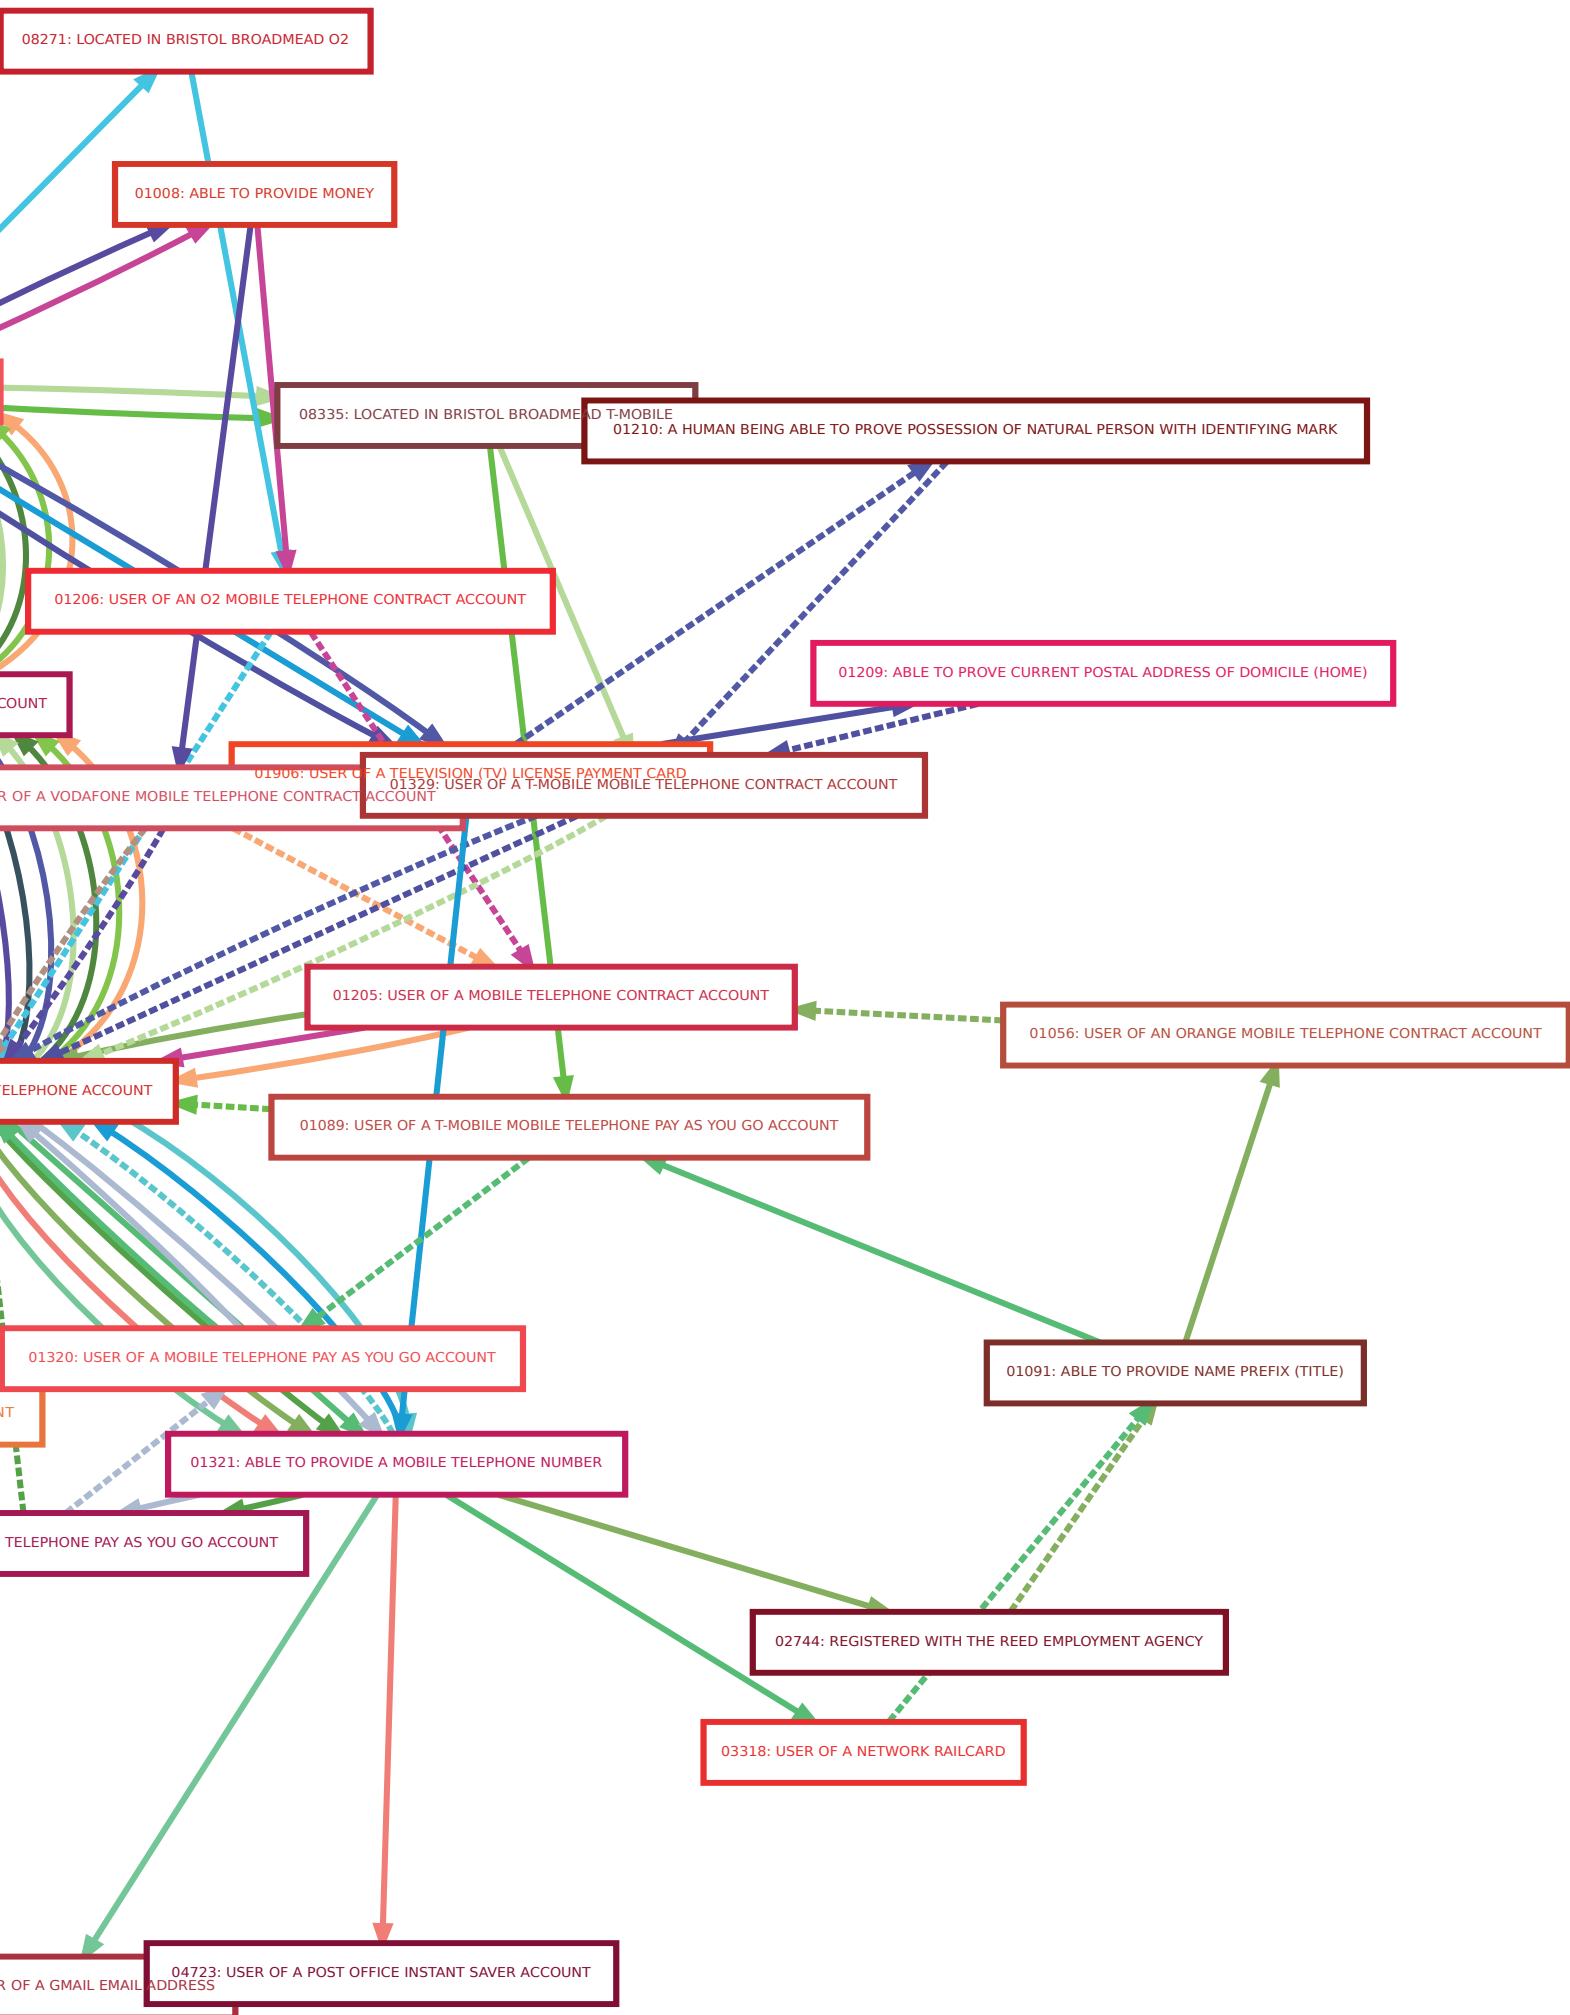 08271: LOCATED IN BRISTOL BROADMEAD O2
01008: ABLE TO PROVIDE MONEY
08335: LOCATED IN BRISTOL BROADMEAD T-MOBILE
01210: A HUMAN BEING ABLE TO PROVE POSSESSION OF NATURAL PERSON WITH IDENTIFYING MARK
01206: USER OF AN O2 MOBILE TELEPHONE CONTRACT ACCOUNT
01209: ABLE TO PROVE CURRENT POSTAL ADDRESS OF DOMICILE (HOME)
COUNT
01906: USER OF A TELEVISION (TV) LICENSE PAYMENT CARD
01329: USER OF A T-MOBILE MOBILE TELEPHONE CONTRACT ACCOUNT
R OF A VODAFONE MOBILE TELEPHONE CONTRACT ACCOUNT
01205: USER OF A MOBILE TELEPHONE CONTRACT ACCOUNT
01056: USER OF AN ORANGE MOBILE TELEPHONE CONTRACT ACCOUNT
TELEPHONE ACCOUNT
01089: USER OF A T-MOBILE MOBILE TELEPHONE PAY AS YOU GO ACCOUNT
01320: USER OF A MOBILE TELEPHONE PAY AS YOU GO ACCOUNT
01091: ABLE TO PROVIDE NAME PREFIX (TITLE)
NT
01321: ABLE TO PROVIDE A MOBILE TELEPHONE NUMBER
TELEPHONE PAY AS YOU GO ACCOUNT
02744: REGISTERED WITH THE REED EMPLOYMENT AGENCY
03318: USER OF A NETWORK RAILCARD
04723: USER OF A POST OFFICE INSTANT SAVER ACCOUNT
R OF A GMAIL EMAIL ADDRESS